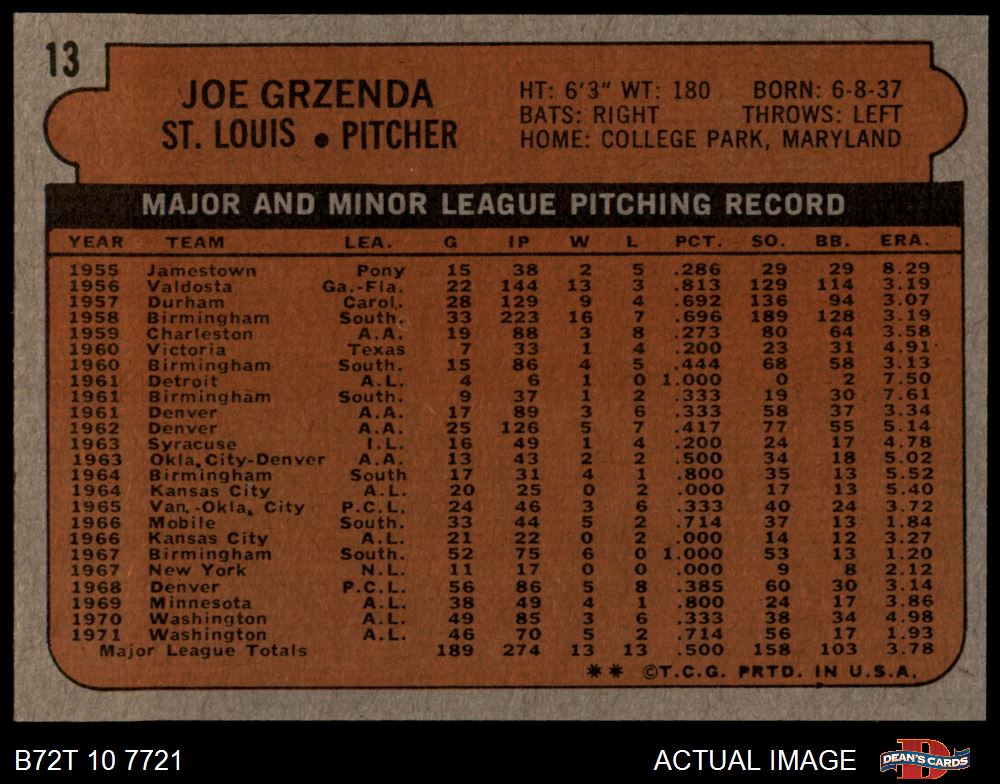 13
JOE GRZENDA HT: 6'3" WT: 180 BORN: 6-8-37
ST. LOUIS • PITCHER BATS: RIGHT THROWS: LEFT
HOME: COLLEGE PARK, MARYLAND
MAJOR AND MINOR LEAGUE PITCHING RECORD
YEAR TEAM LEA. G IP W L PCT. SO. BB. ERA.
1955 Jamestown Pony 15 38 2 5 .286 29 29 8.29
1956 Valdosta Ga.-Fla. 22 144 13 3 .813 129 114 3.19
1957 Durham Carol. 28 129 9 4 .692 136 94 3.07
1958 Birmingham South. 33 223 16 7 .696 189 128 3.19
1959 Charleston A.A. 19 88 3 8 .273 80 64 3.58
1960 Victoria Texas 7 33 1 4 .200 23 31 4.91
1960 Birmingham South. 15 86 4 5 .444 68 58 3.13
1961 Detroit A.L. 4 6 1 0 1.000 0 2 7.50
1961 Birmingham South. 9 37 1 2 .333 19 30 7.61
1961 Denver A.A. 17 89 3 6 .333 58 37 3.34
1962 Denver A.A. 25 126 5 7 .417 77 55 5.14
1963 Syracuse I.L. 16 49 1 4 .200 24 17 4.78
1963 Okla. City-Denver A.A. 13 43 2 2 .500 34 18 5.02
1964 Birmingham South 17 31 4 1 .800 35 13 5.52
1964 Kansas City A.L. 20 25 0 2 .000 17 13 5.40
1965 Van.-Okla. City P.C.L. 24 46 3 6 .333 40 24 3.72
1966 Mobile South. 33 44 5 2 .714 37 13 1.84
1966 Kansas City A.L. 21 22 0 2 .000 14 12 3.27
1967 Birmingham South. 52 75 6 0 1.000 53 13 1.20
1967 New York N.L. 11 17 0 0 .000 9 8 2.12
1968 Denver P.C.L. 56 86 5 8 .385 60 30 3.14
1969 Minnesota A.L. 38 49 4 1 .800 24 17 3.86
1970 Washington A.L. 49 85 3 6 .333 38 34 4.98
1971 Washington A.L. 46 70 5 2 .714 56 17 1.93
Major League Totals 189 274 13 13 .500 158 103 3.78
** ©T.C.G. PRTD. IN U.S.A.
B72T 10 7721 ACTUAL IMAGE DEAN'S CARDS